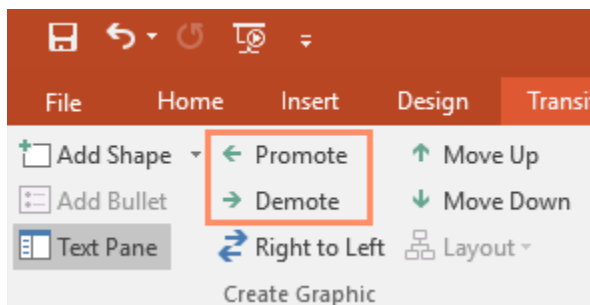 File Home Insert Design Transi
Add Shape Promote Move Up
Add Bullet Demote Move Down
Text Pane Right to Left Layout
Create Graphic